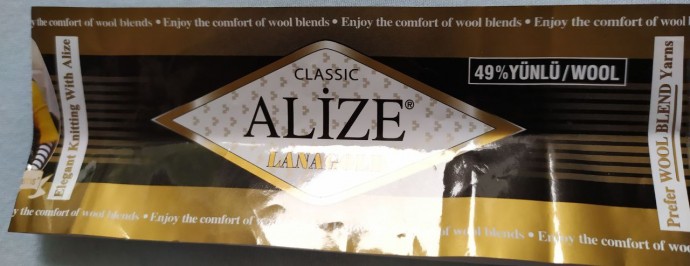 y the comfort of wool blends • Enjoy the comfort of wool blends • Enjoy the comfort of wool blends • Enjoy the comfort of wool
Elegant Knitting With Alize
CLASSIC
ALİZE®
LANA
49%YÜNLÜ/WOOL
Prefer WOOL BLEND Yarns
y the comfort of wool blends • Enjoy the comfort of wool blends • Enjoy the comfort of wool